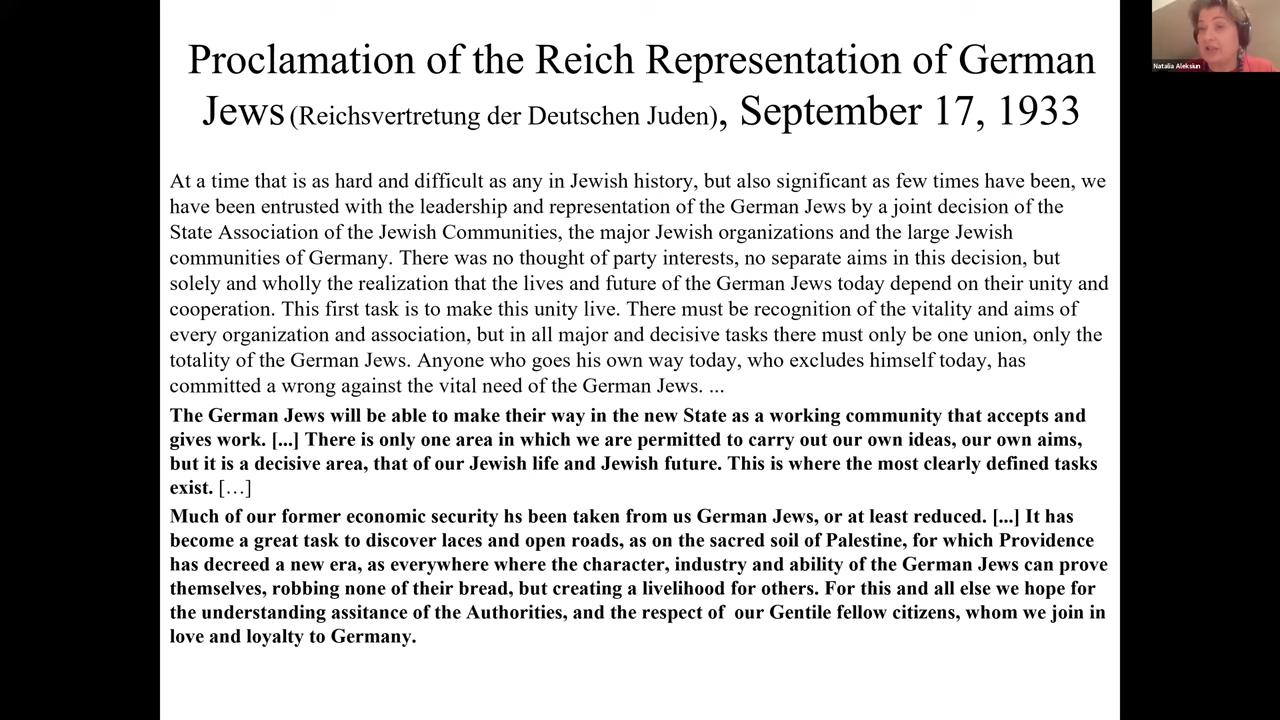 Proclamation of the Reich Representation of German
Jews (Reichsvertretung der Deutschen Juden), September 17, 1933
At a time that is as hard and difficult as any in Jewish history, but also significant as few times have been, we
have been entrusted with the leadership and representation of the German Jews by a joint decision of the
State Association of the Jewish Communities, the major Jewish organizations and the large Jewish
communities of Germany. There was no thought of party interests, no separate aims in this decision, but
solely and wholly the realization that the lives and future of the German Jews today depend on their unity and
cooperation. This first task is to make this unity live. There must be recognition of the vitality and aims of
every organization and association, but in all major and decisive tasks there must only be one union, only the
totality of the German Jews. Anyone who goes his own way today, who excludes himself today, has
committed a wrong against the vital need of the German Jews. ...
The German Jews will be able to make their way in the new State as a working community that accepts and
gives work. [...] There is only one area in which we are permitted to carry out our own ideas, our own aims,
but it is a decisive area, that of our Jewish life and Jewish future. This is where the most clearly defined tasks
exist. […]
Much of our former economic security hs been taken from us German Jews, or at least reduced. [...] It has
become a great task to discover laces and open roads, as on the sacred soil of Palestine, for which Providence
has decreed a new era, as everywhere where the character, industry and ability of the German Jews can prove
themselves, robbing none of their bread, but creating a livelihood for others. For this and all else we hope for
the understanding assitance of the Authorities, and the respect of  our Gentile fellow citizens, whom we join in
love and loyalty to Germany.
Natalia Aleksiun